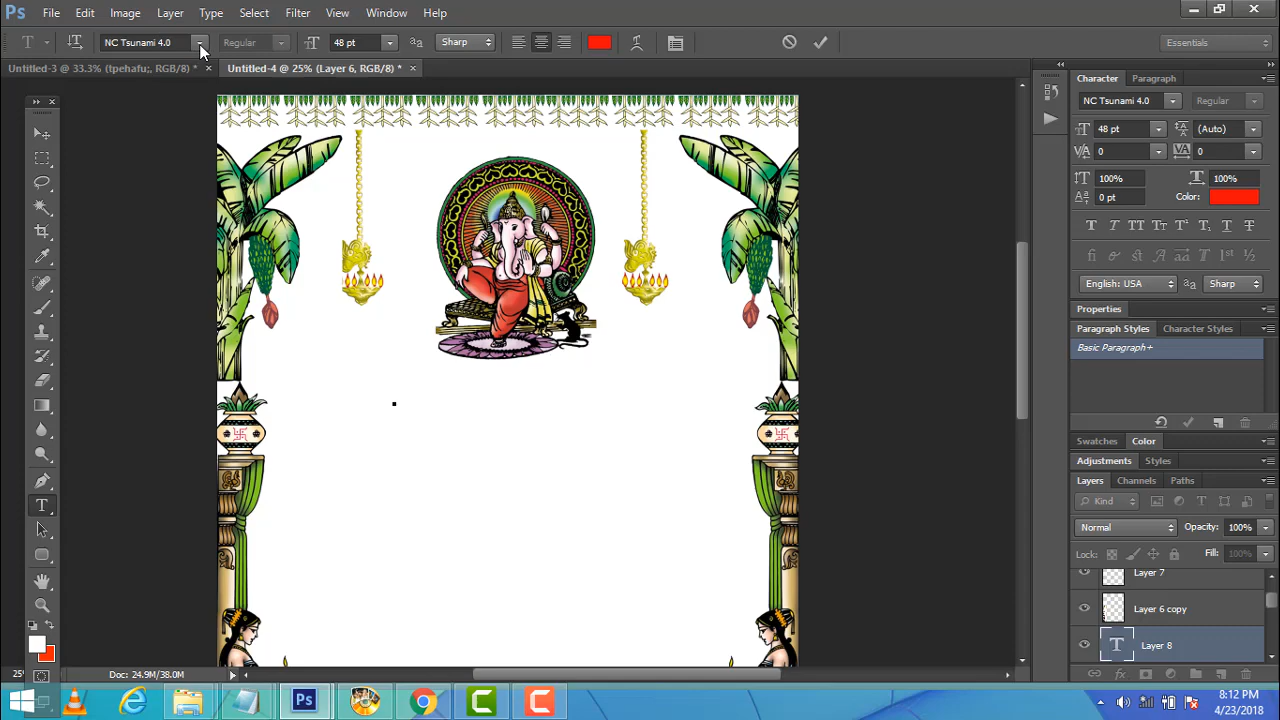 Ps File Edit Image Layer Type Select Filter View Window Help
T NC Tsunami 4.0 Regular 48 pt Sharp Essentials
Untitled-3 @ 33.3% (tpehafu;, RGB/8) * × Untitled-4 @ 25% (Layer 6, RGB/8) * ×
Character Paragraph
NC Tsunami 4.0 Regular
48 pt (Auto)
0 0
100% 100%
0 pt Color:
English: USA Sharp
Properties
Paragraph Styles Character Styles
Basic Paragraph+
Swatches Color
Adjustments Styles
Layers Channels Paths
Kind
Normal Opacity: 100%
Lock: Fill: 100%
Layer 7
Layer 6 copy
Layer 8
Doc: 24.9M/38.0M
8:12 PM
4/23/2018